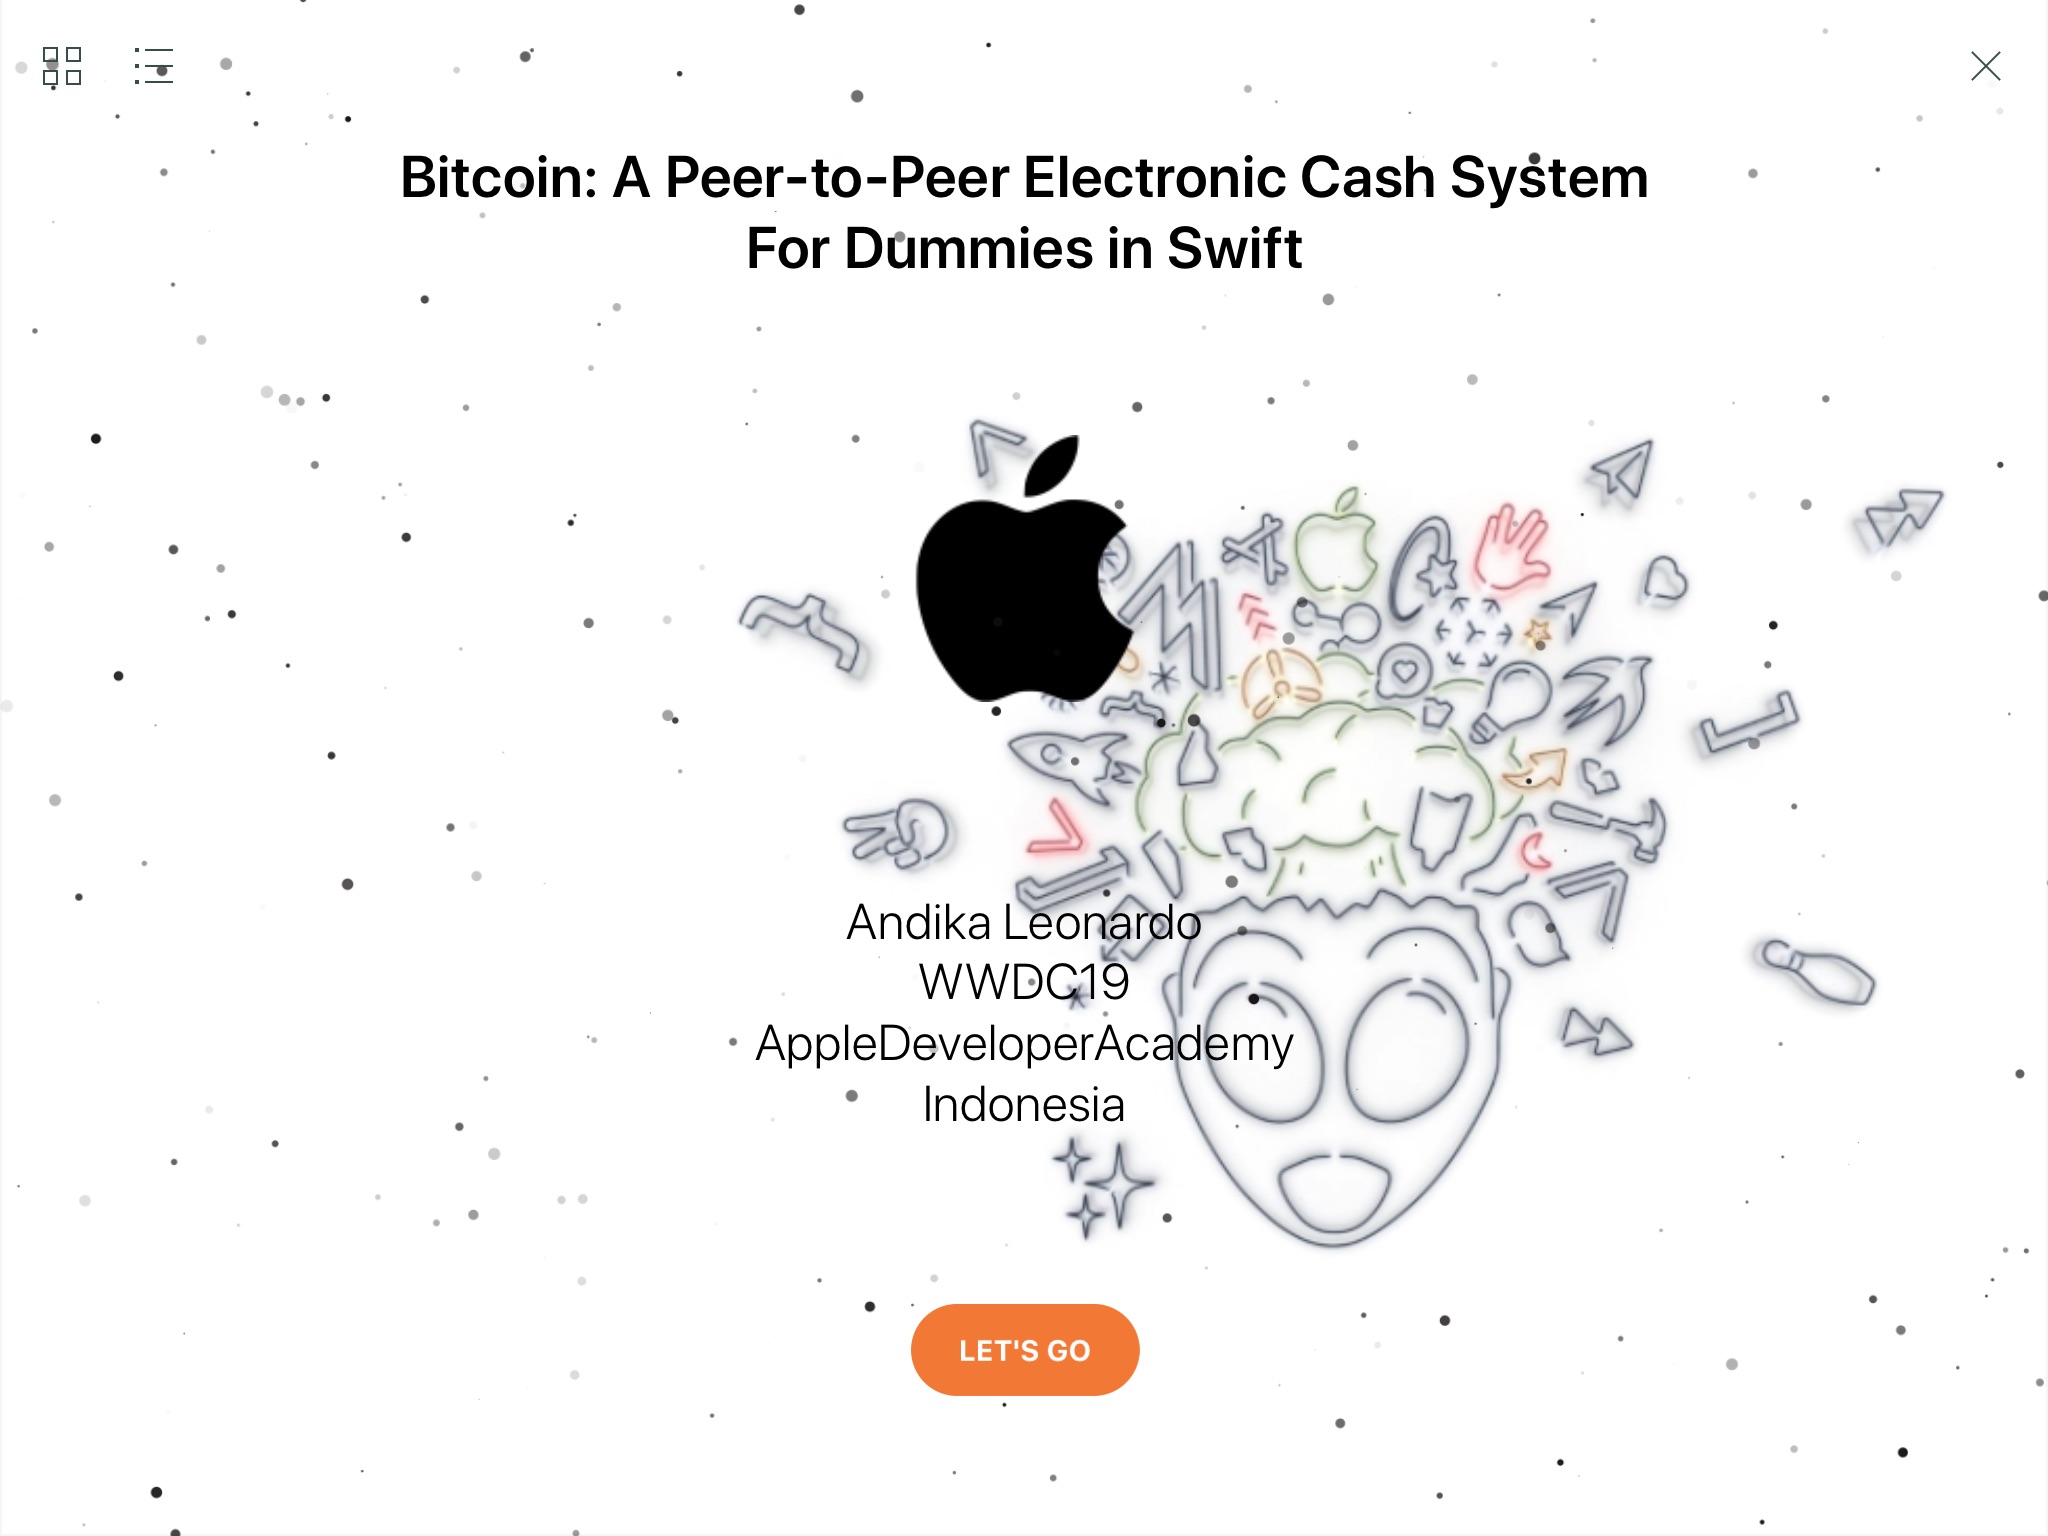 Bitcoin: A Peer-to-Peer Electronic Cash System
For Dummies in Swift
Andika Leonardo
WWDC19
AppleDeveloperAcademy
Indonesia
LET'S GO